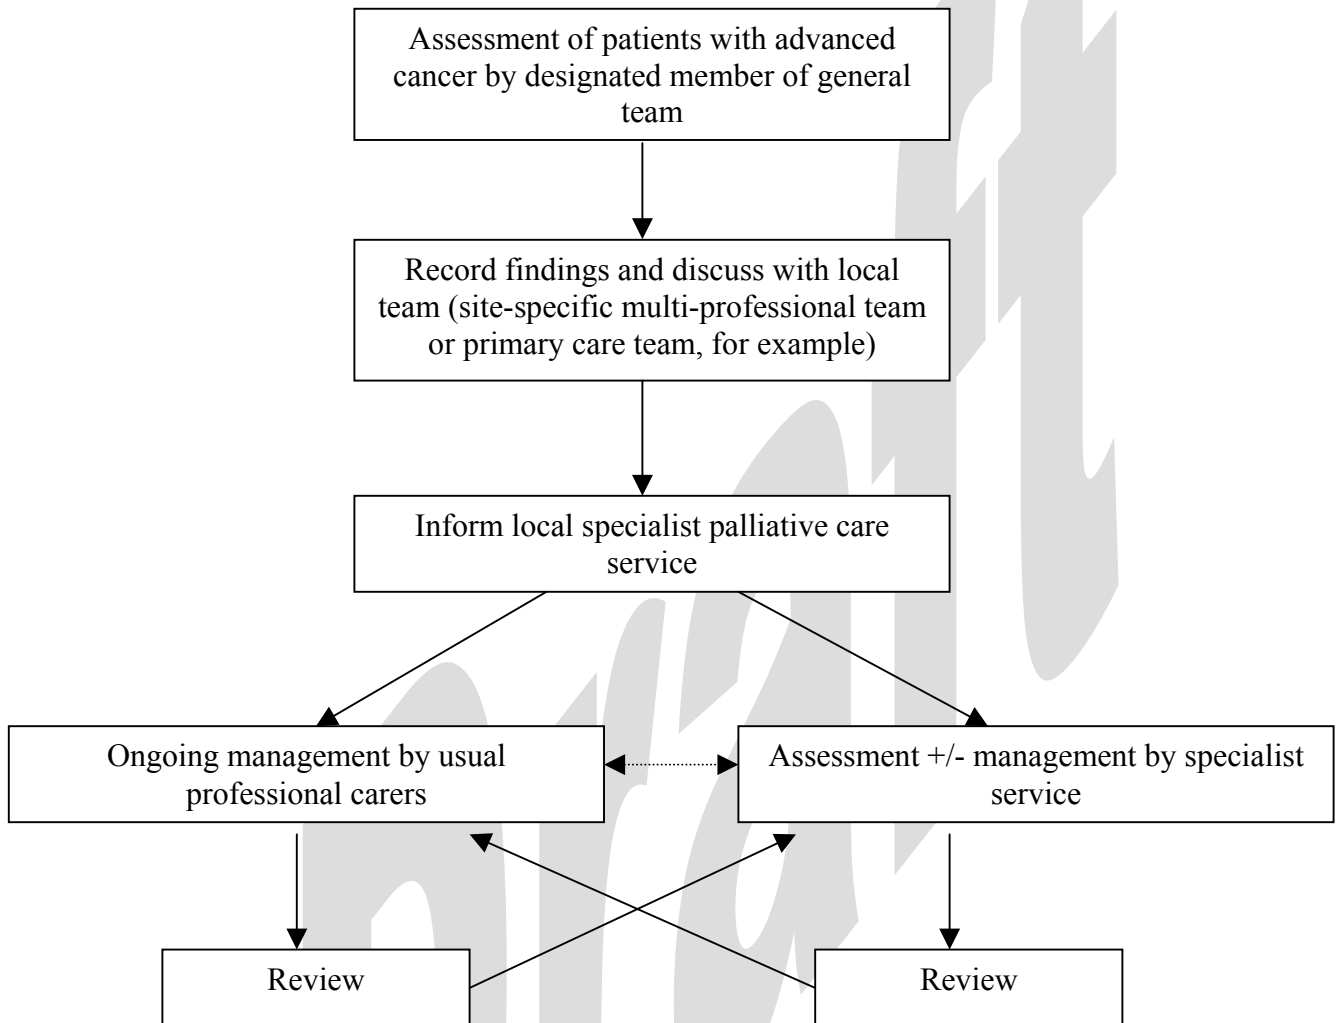 Assessment of patients with advanced
cancer by designated member of general
team
Record findings and discuss with local
team (site-specific multi-professional team
or primary care team, for example)
Inform local specialist palliative care
service
Ongoing management by usual
professional carers
Assessment +/- management by specialist
service
Review
Review
Draft